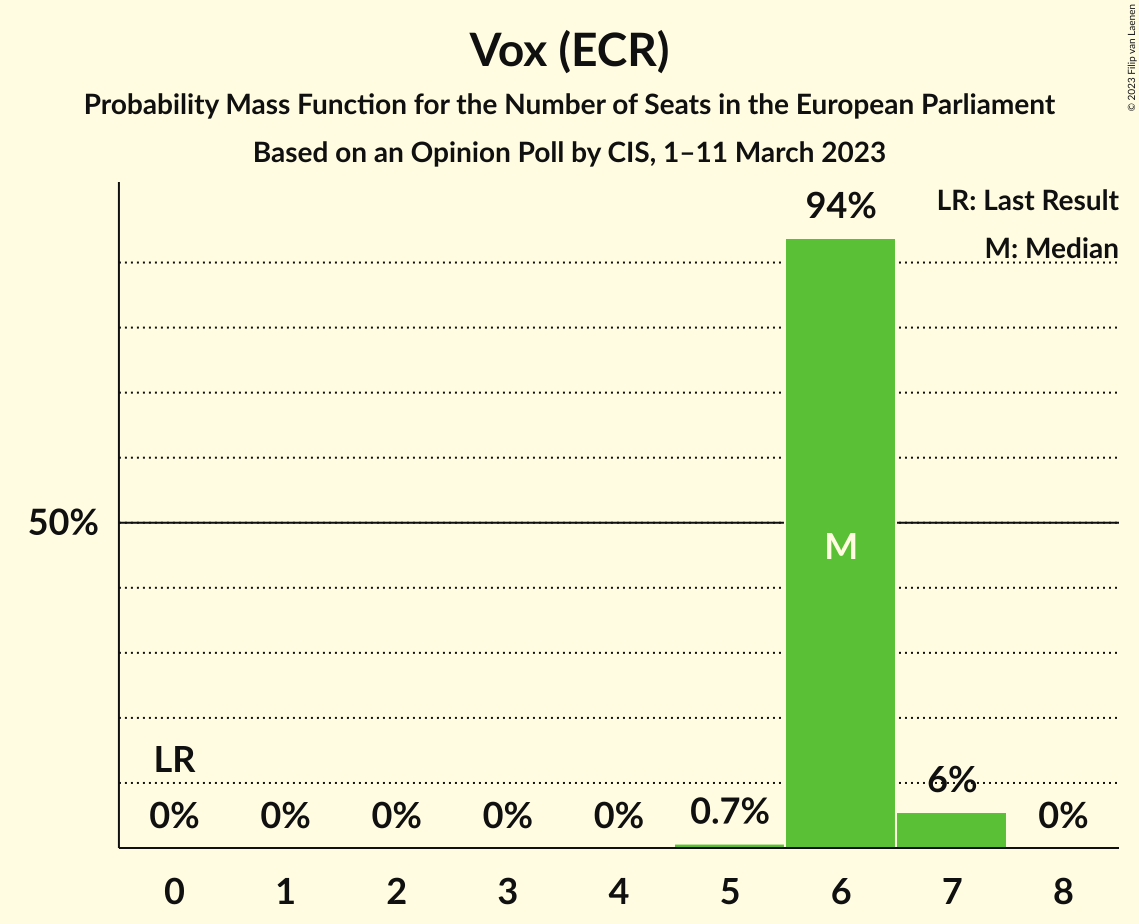 Vox (ECR)
Probability Mass Function for the Number of Seats in the European Parliament
Based on an Opinion Poll by CIS, 1–11 March 2023
© 2023 Filip van Laenen
LR: Last Result
M: Median
94%
50%
M
LR
0% 0% 0% 0% 0% 0.7% 6% 0%
0 1 2 3 4 5 6 7 8